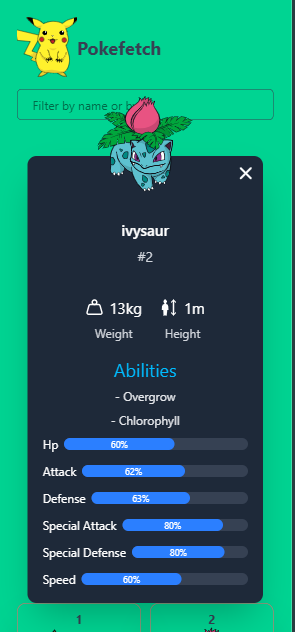 Pokefetch
Filter by name or
ivysaur
#2
13kg 1m
Weight Height
Abilities
- Overgrow
- Chlorophyll
Hp 60%
Attack 62%
Defense 63%
Special Attack 80%
Special Defense 80%
Speed 60%
1 2